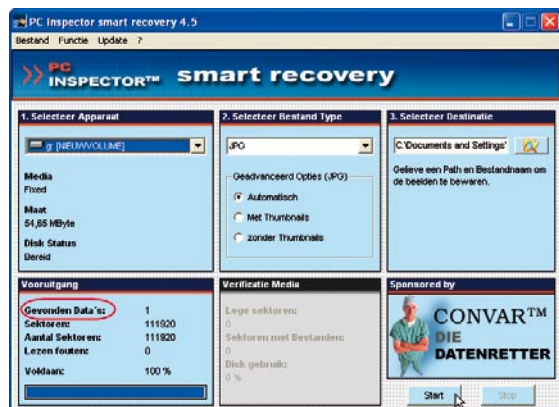 PC Inspector smart recovery 4.5
Bestand Functie Update ?
PC INSPECTOR™ smart recovery
1. Selecteer Apparaat
g: [NIEUWVOLUME]
Media
Fixed
Maat
54,65 MByte
Disk Status
Bereid
2. Selecteer Bestand Type
JPG
Geadvanceerd Opties (JPG)
Automatisch
Met Thumbnails
zonder Thumbnails
3. Selecteer Destinatie
C:\Documents and Settings\
Gelieve een Path en Bestandnaam om
de beelden te bewaren.
Vooruitgang
Gevonden Data's: 1
Sektoren: 111920
Aantal Sektoren: 111920
Lezen fouten: 0
Voldaan: 100 %
Verificatie Media
Lege sektoren:
0
Sektoren met Bestanden:
0
Disk gebruik:
0 %
Sponsored by
CONVAR™
DIE
DATENRETTER
Start Stop